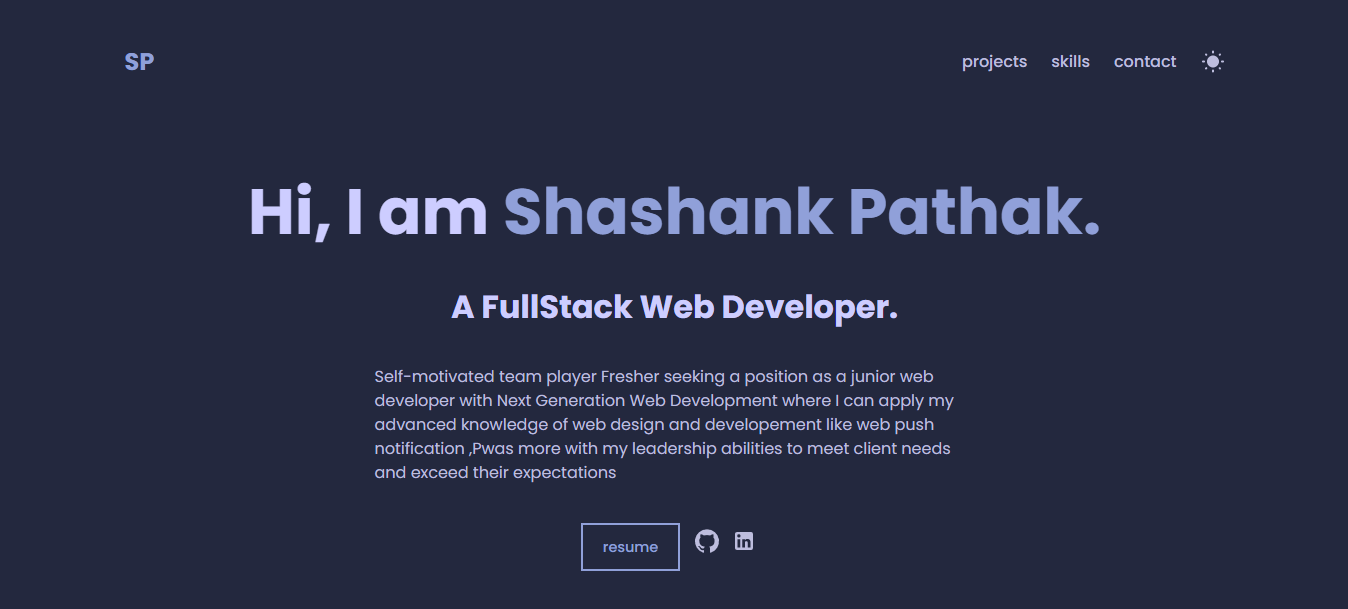 SP
projects skills contact
Hi, I am Shashank Pathak.
A FullStack Web Developer.
Self-motivated team player Fresher seeking a position as a junior web
developer with Next Generation Web Development where I can apply my
advanced knowledge of web design and developement like web push
notification ,Pwas more with my leadership abilities to meet client needs
and exceed their expectations
resume